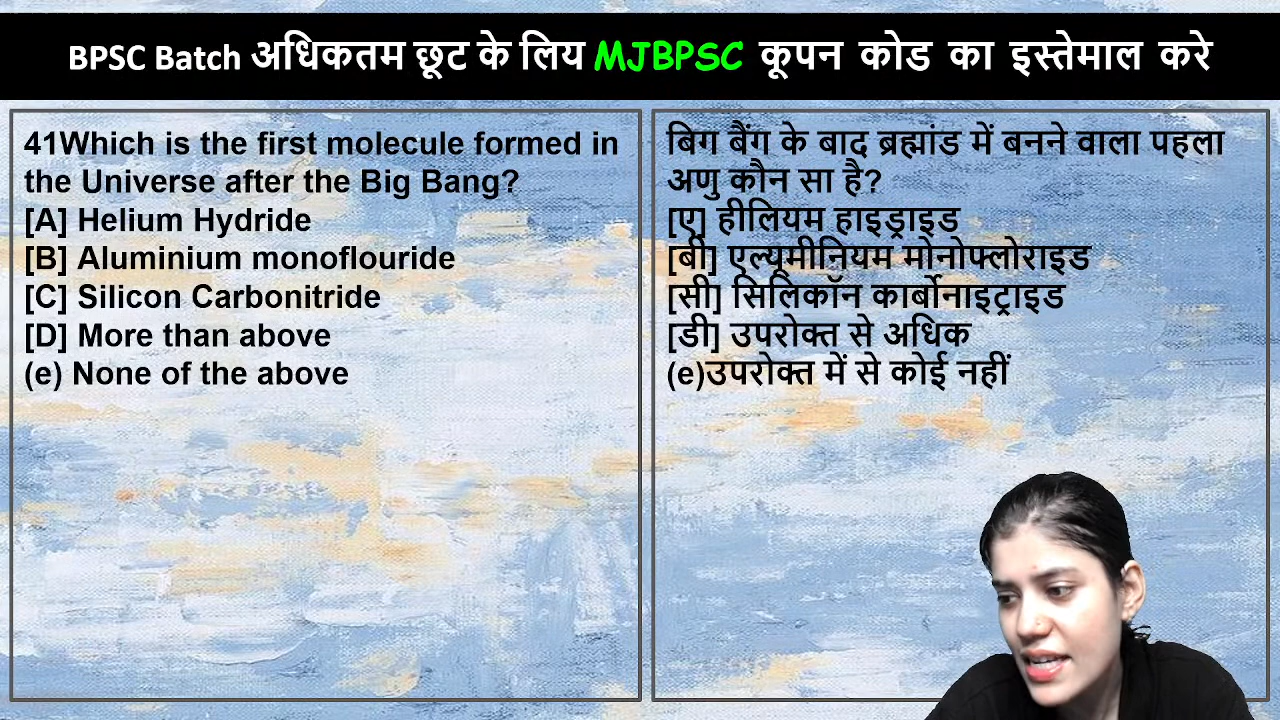 BPSC Batch अधिकतम छूट के लिय MJBPSC कूपन कोड का इस्तेमाल करे
41Which is the first molecule formed in
the Universe after the Big Bang?
[A] Helium Hydride
[B] Aluminium monoflouride
[C] Silicon Carbonitride
[D] More than above
(e) None of the above
बिग बैंग के बाद ब्रह्मांड में बनने वाला पहला
अणु कौन सा है?
[ए] हीलियम हाइड्राइड
[बी] एल्यूमीनियम मोनोफ्लोराइड
[सी] सिलिकॉन कार्बोनाइट्राइड
[डी] उपरोक्त से अधिक
(e)उपरोक्त में से कोई नहीं